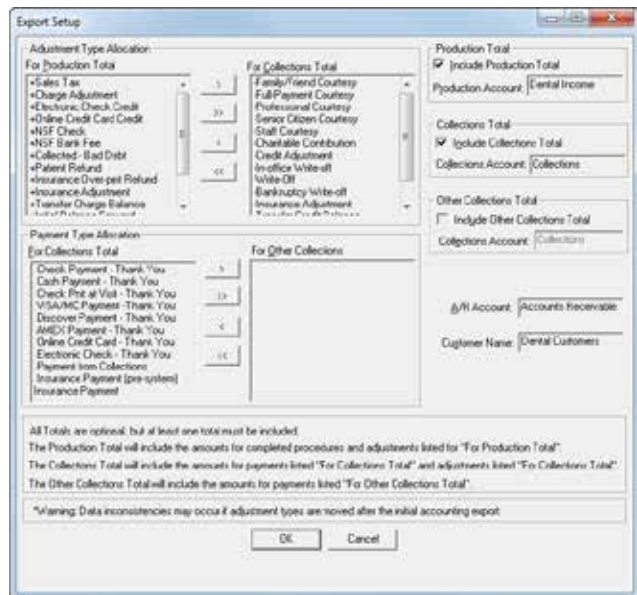 Export Setup
Adjustment Type Allocation
For Production Total
+Sales Tax
+Charge Adjustment
+Electronic Check Credit
+Online Credit Card Credit
+NSF Check
+NSF Bank Fee
+Collected - Bad Debt
+Patient Refund
+Insurance Over-pmt Refund
+Insurance Adjustment
+Transfer Charge Balance
>
>>
<
<<
For Collections Total
-Family/Friend Courtesy
-Full-Payment Courtesy
-Professional Courtesy
-Senior Citizen Courtesy
-Staff Courtesy
-Charitable Contribution
-Credit Adjustment
-In-office Write-off
-Write-Off
-Bankruptcy Write-off
-Insurance Adjustment
-Transfer Credit Balance
Production Total
Include Production Total
Production Account: Dental Income
Collections Total
Include Collections Total
Collections Account: Collections
Other Collections Total
Include Other Collections Total
Collections Account: Collections
Payment Type Allocation
For Collections Total
Check Payment - Thank You
Cash Payment - Thank You
Check Pmt at Visit - Thank You
VISA/MC Payment - Thank You
Discover Payment - Thank You
AMEX Payment - Thank You
Online Credit Card - Thank You
Electronic Check - Thank You
Payment from Collections
Insurance Payment (pre-system)
Insurance Payment
>
>>
<
<<
For Other Collections
A/R Account: Accounts Receivable
Customer Name: Dental Customers
All Totals are optional, but at least one total must be included.
The Production Total will include the amounts for completed procedures and adjustments listed for "For Production Total".
The Collections Total will include the amounts for payments listed "For Collections Total" and adjustments listed "For Collections Total".
The Other Collections Total will include the amounts for payments listed "For Other Collections Total".
*Warning: Data inconsistencies may occur if adjustment types are moved after the initial accounting export.
OK
Cancel